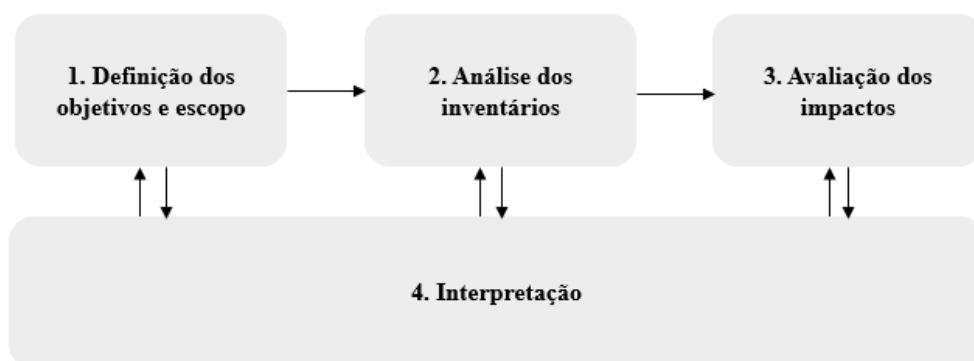 1. Definição dos
objetivos e escopo
2. Análise dos
inventários
3. Avaliação dos
impactos
4. Interpretação